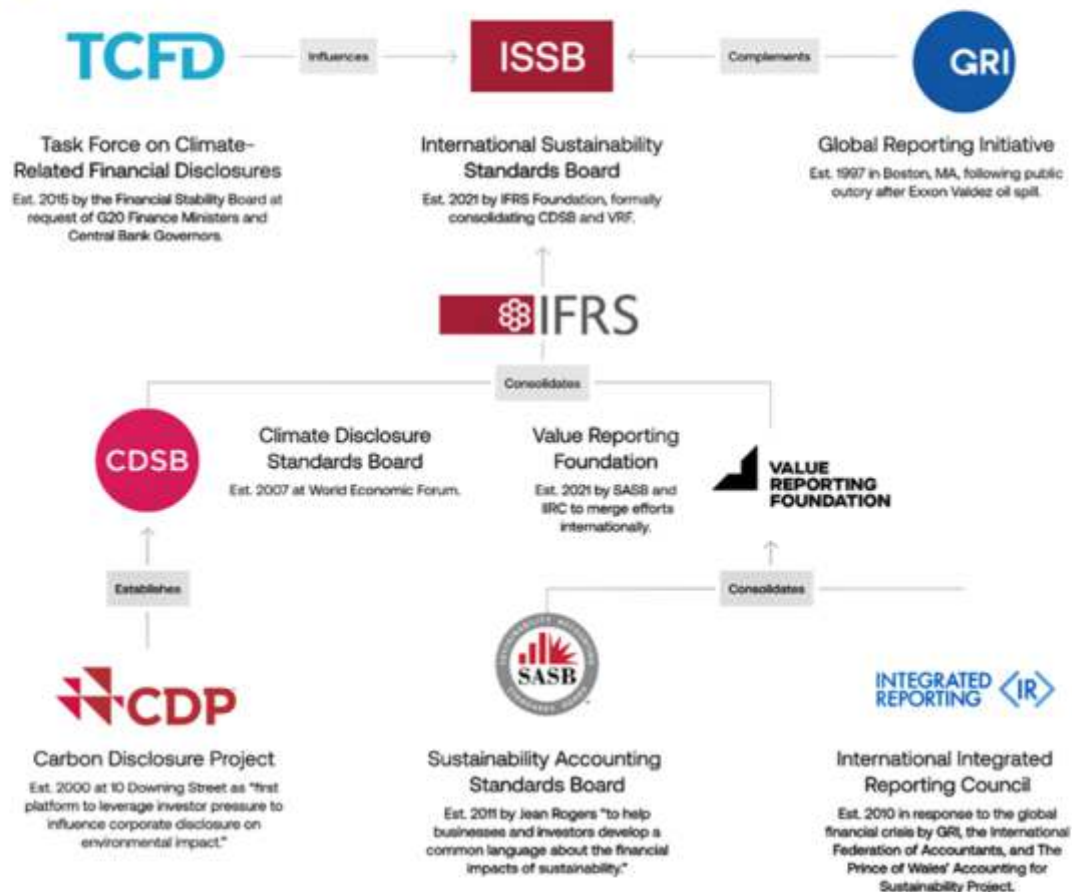 TCFD
Influences
ISSB
Complements
GRI
Task Force on Climate-
Related Financial Disclosures
Est. 2015 by the Financial Stability Board at
request of G20 Finance Ministers and
Central Bank Governors.
International Sustainability
Standards Board
Est. 2021 by IFRS Foundation, formally
consolidating CDSB and VRF.
Global Reporting Initiative
Est. 1997 in Boston, MA, following public
outcry after Exxon Valdez oil spill.
IFRS
Consolidates
CDSB
Climate Disclosure
Standards Board
Est. 2007 at World Economic Forum.
Value Reporting
Foundation
Est. 2021 by SASB and
IIRC to merge efforts
internationally.
VALUE
REPORTING
FOUNDATION
Establishes
Consolidates
CDP
Carbon Disclosure Project
Est. 2000 at 10 Downing Street as "first
platform to leverage investor pressure to
influence corporate disclosure on
environmental impact."
SUSTAINABILITY ACCOUNTING
SASB
STANDARDS BOARD
Sustainability Accounting
Standards Board
Est. 2011 by Jean Rogers "to help
businesses and investors develop a
common language about the financial
impacts of sustainability."
INTEGRATED
REPORTING
<IR>
International Integrated
Reporting Council
Est. 2010 in response to the global
financial crisis by GRI, the International
Federation of Accountants, and The
Prince of Wales' Accounting for
Sustainability Project.